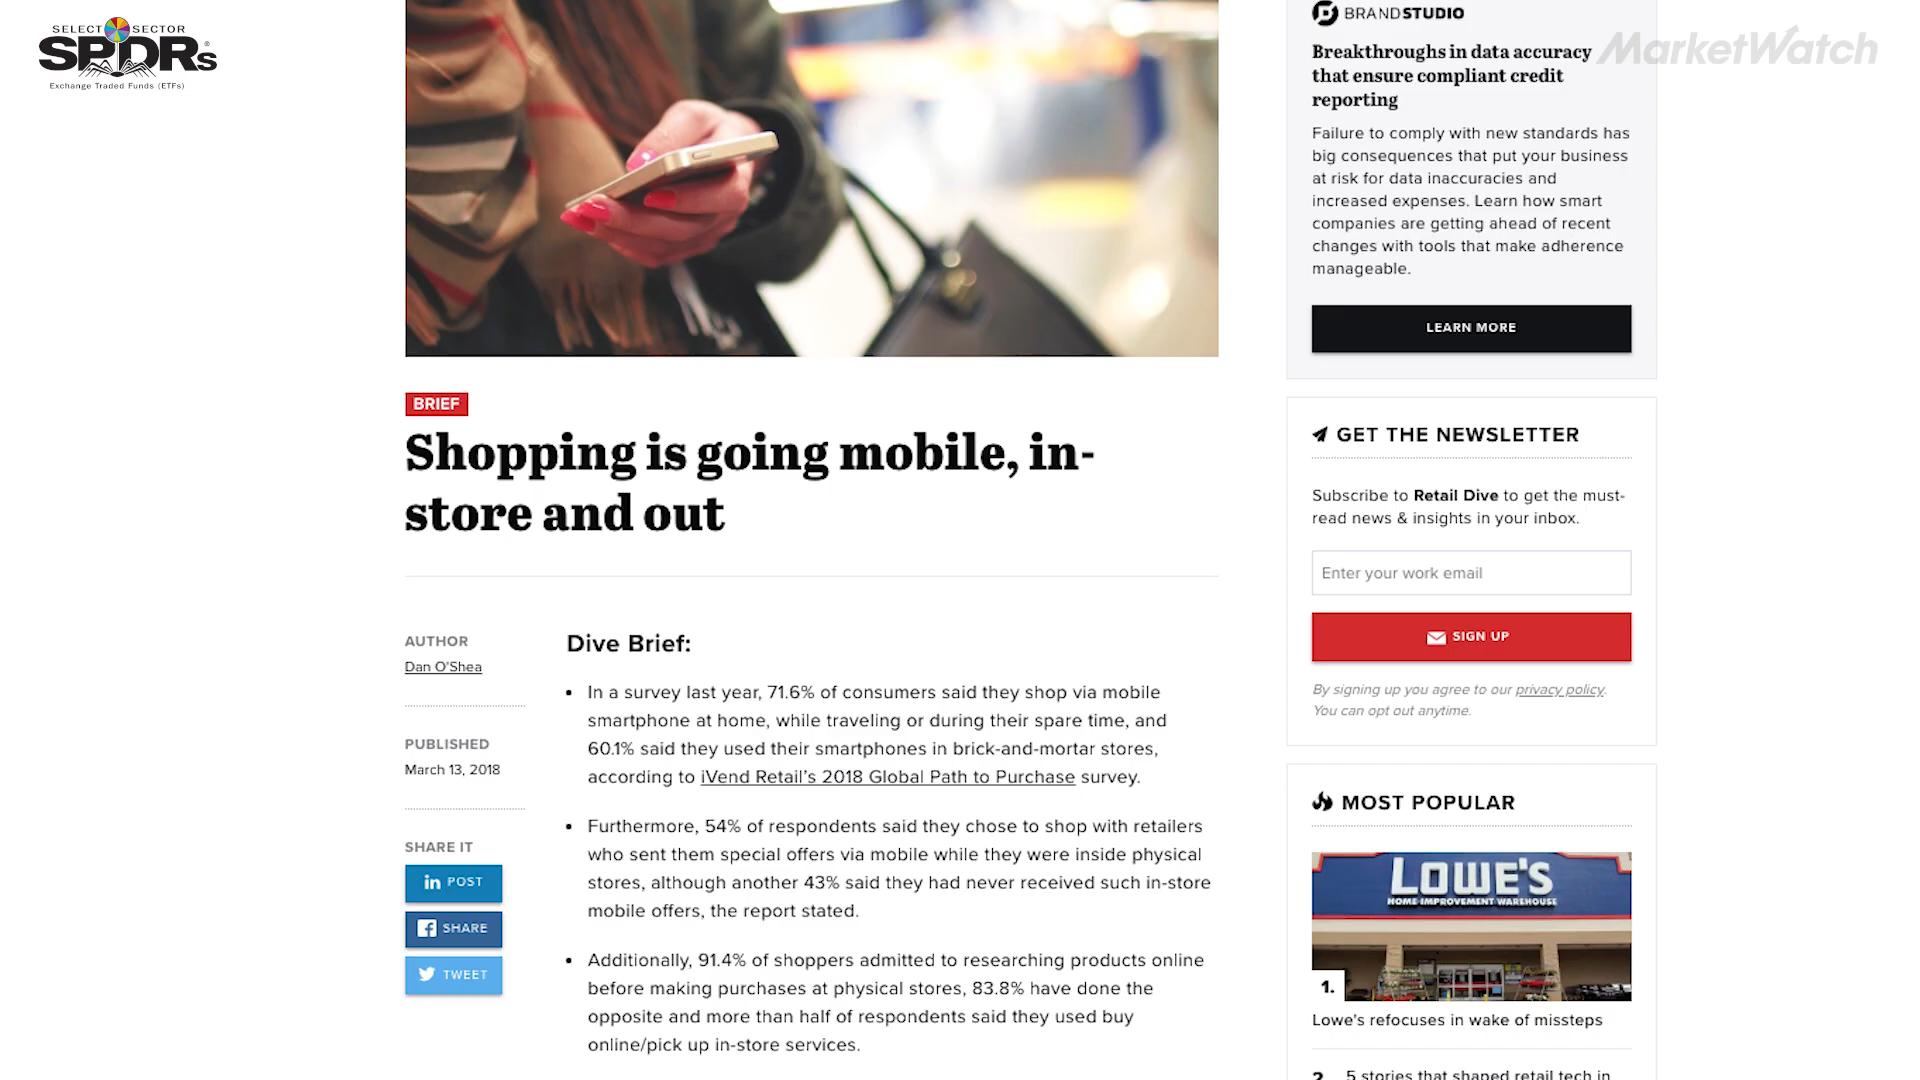 SELECT SECTOR
SPDRs
Exchange Traded Funds (ETFs)
MarketWatch
BRIEF
Shopping is going mobile, in-
store and out
AUTHOR
Dan O'Shea
PUBLISHED
March 13, 2018
SHARE IT
in POST
SHARE
TWEET
Dive Brief:
• In a survey last year, 71.6% of consumers said they shop via mobile
smartphone at home, while traveling or during their spare time, and
60.1% said they used their smartphones in brick-and-mortar stores,
according to iVend Retail’s 2018 Global Path to Purchase survey.
• Furthermore, 54% of respondents said they chose to shop with retailers
who sent them special offers via mobile while they were inside physical
stores, although another 43% said they had never received such in-store
mobile offers, the report stated.
• Additionally, 91.4% of shoppers admitted to researching products online
before making purchases at physical stores, 83.8% have done the
opposite and more than half of respondents said they used buy
online/pick up in-store services.
BRANDSTUDIO
Breakthroughs in data accuracy
that ensure compliant credit
reporting
Failure to comply with new standards has
big consequences that put your business
at risk for data inaccuracies and
increased expenses. Learn how smart
companies are getting ahead of recent
changes with tools that make adherence
manageable.
LEARN MORE
GET THE NEWSLETTER
Subscribe to Retail Dive to get the must-
read news & insights in your inbox.
Enter your work email
SIGN UP
By signing up you agree to our privacy policy.
You can opt out anytime.
MOST POPULAR
LOWE'S
HOME IMPROVEMENT WAREHOUSE
1.
Lowe's refocuses in wake of missteps
2. 5 stories that shaped retail tech in